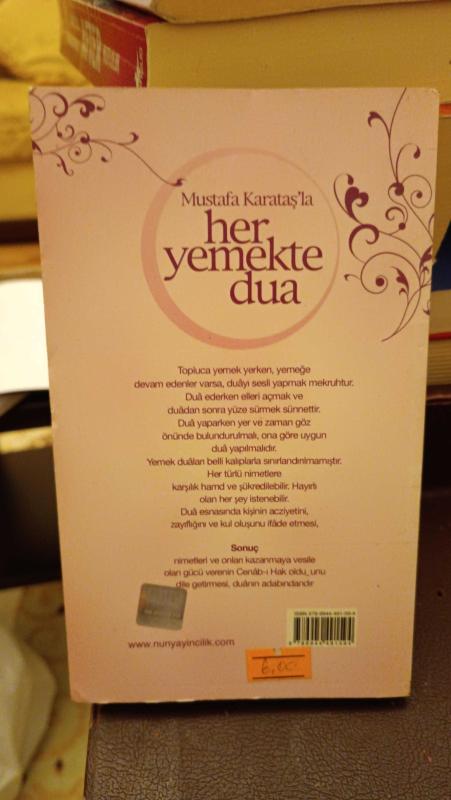 Mustafa Karataş'la
her
yemekte
dua
Topluca yemek yerken, yemeğe
devam edenler varsa, duâyı sesli yapmak mekruhtur.
Duâ ederken elleri açmak ve
duâdan sonra yüze sürmek sünnettir.
Duâ yaparken yer ve zaman göz
önünde bulundurulmalı, ona göre uygun
duâ yapılmalıdır.
Yemek duâları belli kalıplarla sınırlandırılmamıştır.
Her türlü nimetlere
karşılık hamd ve şükredilebilir. Hayırlı
olan her şey istenebilir.
Duâ esnasında kişinin acziyetini,
zayıflığını ve kul oluşunu ifâde etmesi,
Sonuç
nimetleri ve onları kazanmaya vesile
olan gücü verenin Cenâb-ı Hak oldu_unu
dile getirmesi, duânın adabındandır
www.nunyayincilik.com
6,00